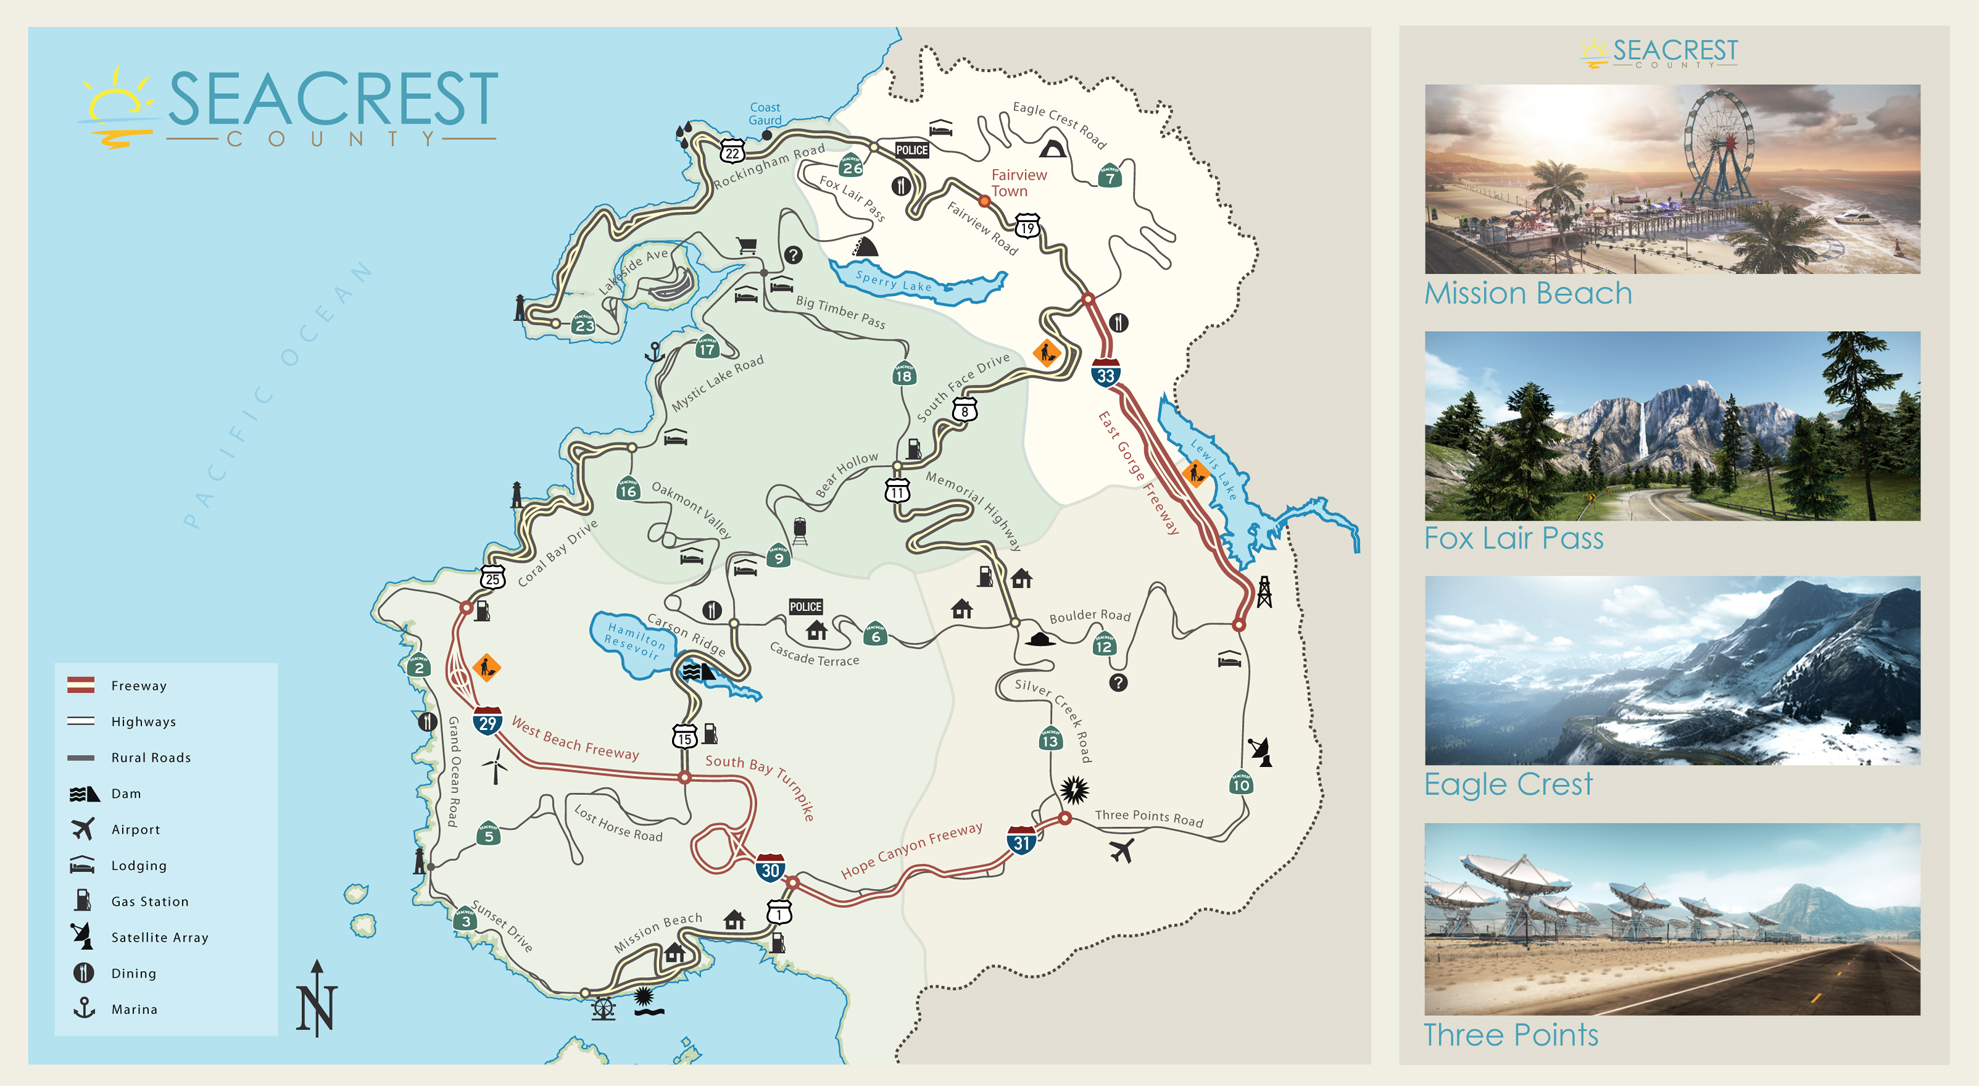 SEACREST
COUNTY
PACIFIC OCEAN
Coast
Gaurd
22
Rockingham Road
26
POLICE
Eagle Crest Road
7
Fox Lair Pass
Fairview
Town
19
Fairview Road
Lakeside Ave
23
?
Sperry Lake
Big Timber Pass
17
Mystic Lake Road
18
South Face Drive
8
33
East Gorge Freeway
Lewis Lake
16
Oakmont Valley
Bear Hollow
11
Memorial Highway
9
25
Coral Bay Drive
POLICE
6
Cascade Terrace
Carson Ridge
Hamilton
Resevoir
Boulder Road
12
?
2
29
West Beach Freeway
Grand Ocean Road
15
South Bay Turnpike
Silver Creek Road
13
10
5
Lost Horse Road
30
Hope Canyon Freeway
31
Three Points Road
3
Sunset Drive
Mission Beach
1
Freeway
Highways
Rural Roads
Dam
Airport
Lodging
Gas Station
Satellite Array
Dining
Marina
N
SEACREST
COUNTY
Mission Beach
Fox Lair Pass
Eagle Crest
Three Points